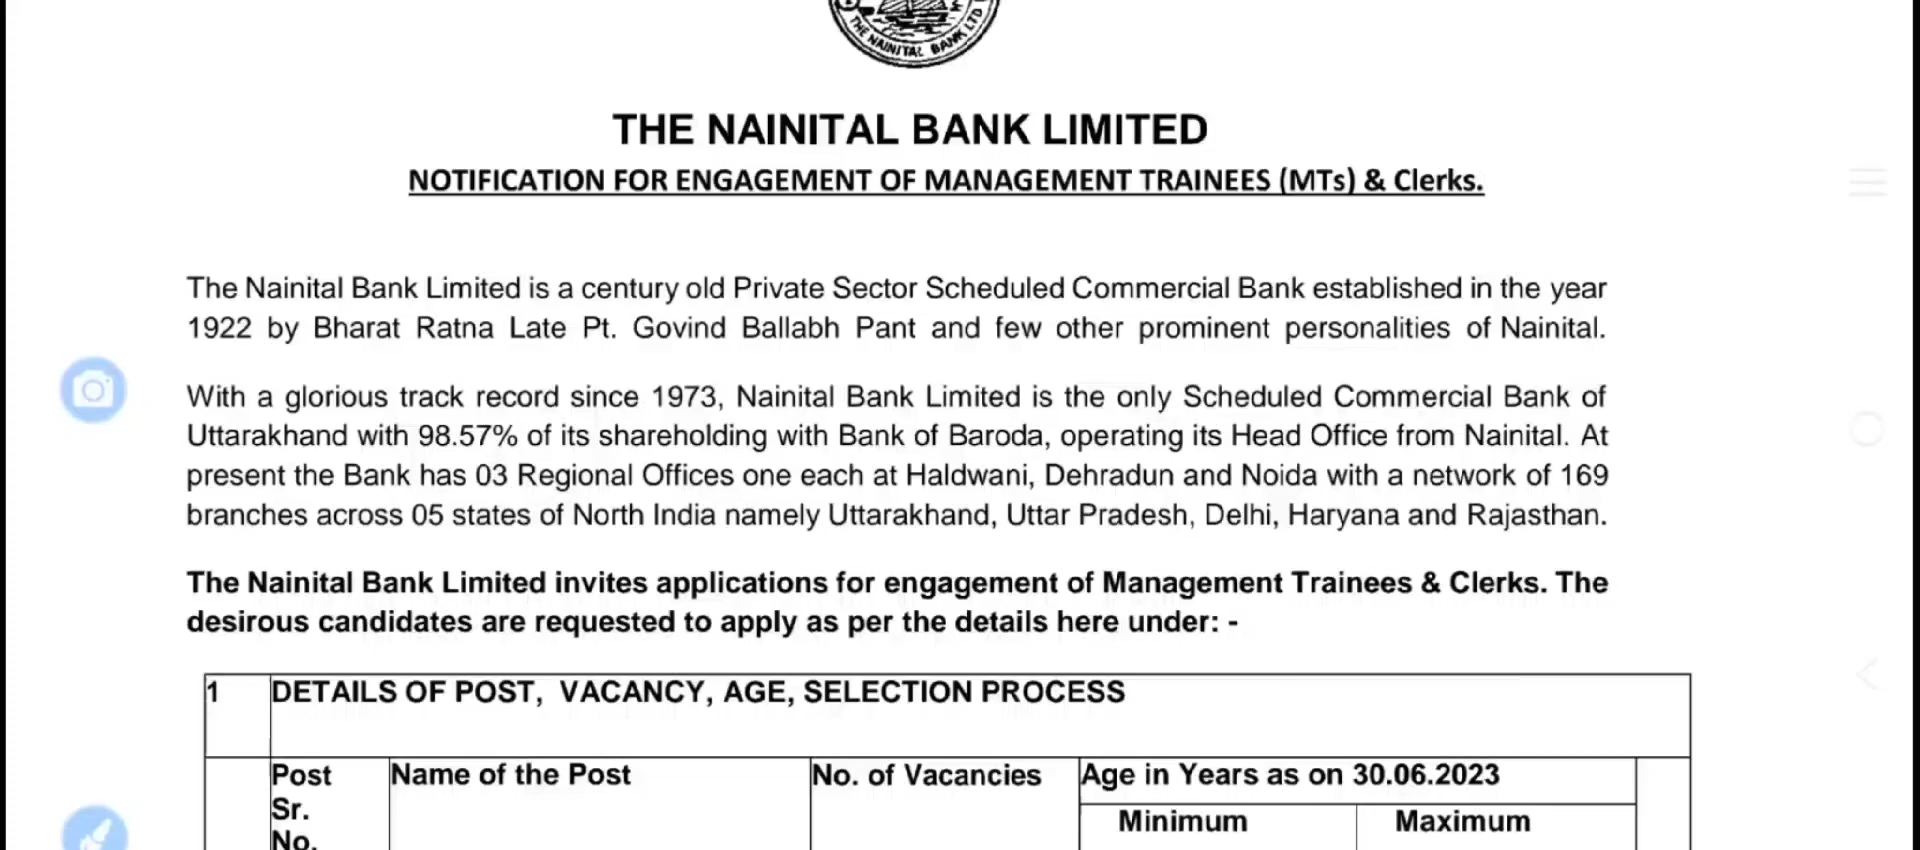 THE NAINITAL BANK LTD
THE NAINITAL BANK LIMITED
NOTIFICATION FOR ENGAGEMENT OF MANAGEMENT TRAINEES (MTs) & Clerks.
The Nainital Bank Limited is a century old Private Sector Scheduled Commercial Bank established in the year
1922 by Bharat Ratna Late Pt. Govind Ballabh Pant and few other prominent personalities of Nainital.
With a glorious track record since 1973, Nainital Bank Limited is the only Scheduled Commercial Bank of
Uttarakhand with 98.57% of its shareholding with Bank of Baroda, operating its Head Office from Nainital. At
present the Bank has 03 Regional Offices one each at Haldwani, Dehradun and Noida with a network of 169
branches across 05 states of North India namely Uttarakhand, Uttar Pradesh, Delhi, Haryana and Rajasthan.
The Nainital Bank Limited invites applications for engagement of Management Trainees & Clerks. The
desirous candidates are requested to apply as per the details here under: -
1 DETAILS OF POST, VACANCY, AGE, SELECTION PROCESS
Post Name of the Post No. of Vacancies Age in Years as on 30.06.2023
Sr.
Minimum Maximum
No.